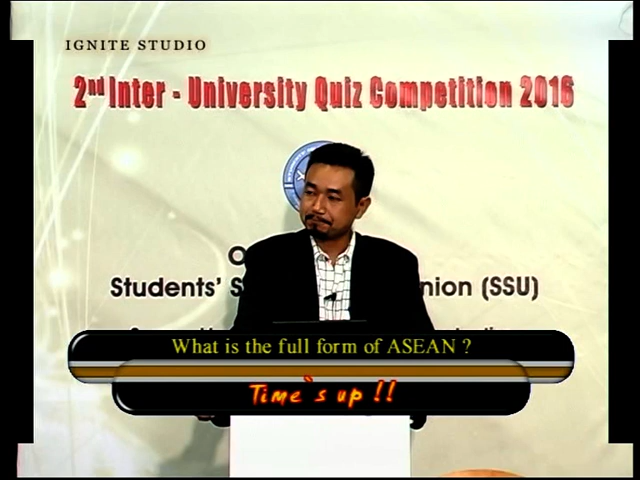 IGNITE STUDIO
2nd Inter - University Quiz Competition 2016
Students' nion (SSU)
What is the full form of ASEAN ?
Time's up !!